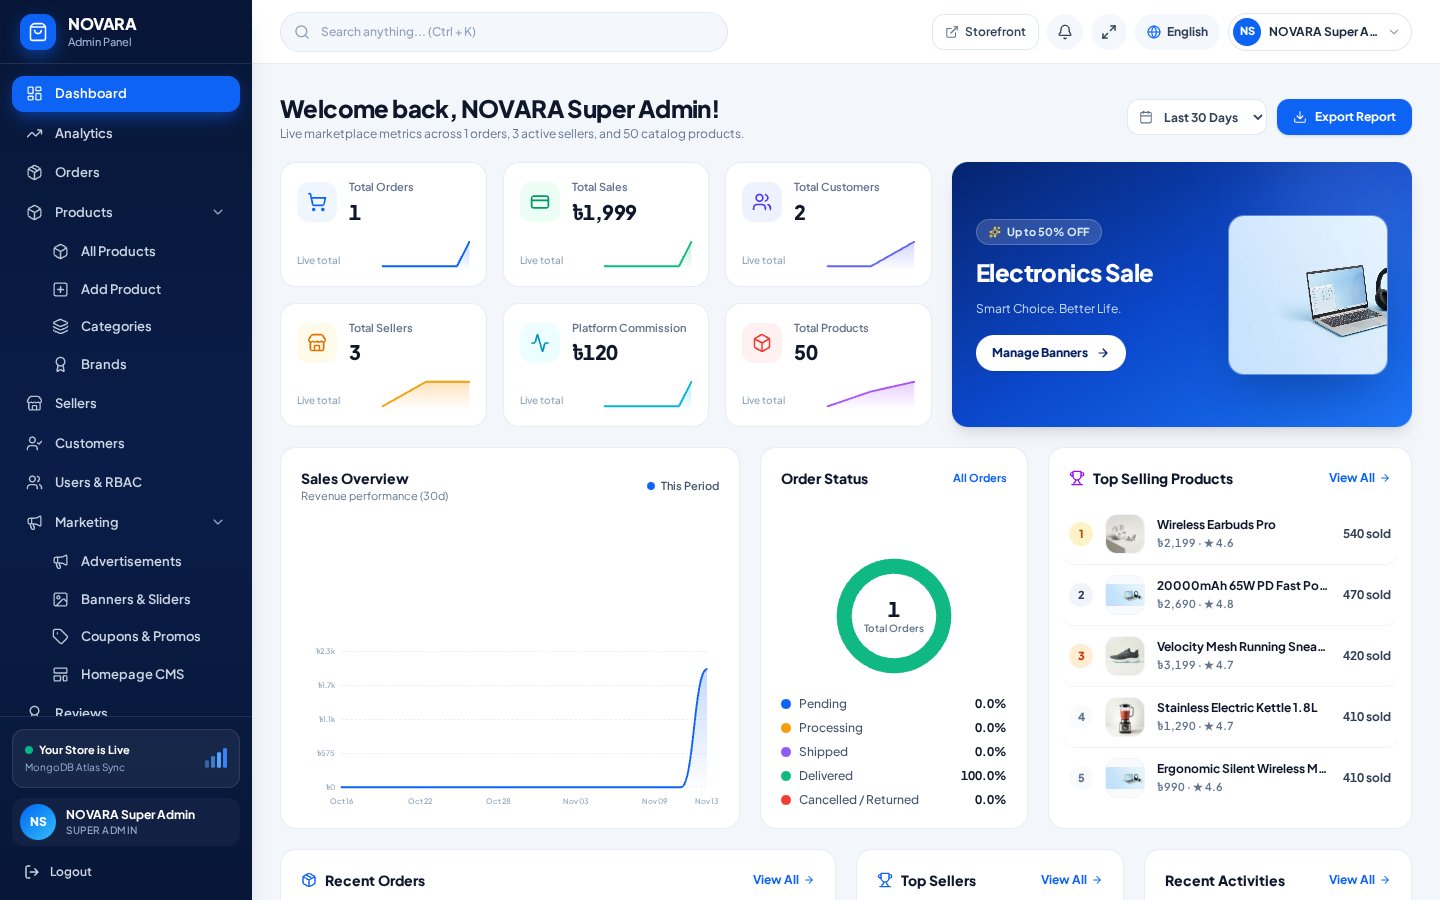 NOVARA
Admin Panel
Search anything... (Ctrl + K)
Storefront
English
NS
NOVARA Super A...
Dashboard
Analytics
Orders
Products
All Products
Add Product
Categories
Brands
Sellers
Customers
Users & RBAC
Marketing
Advertisements
Banners & Sliders
Coupons & Promos
Homepage CMS
Reviews
Your Store is Live
MongoDB Atlas Sync
NS
NOVARA Super Admin
SUPER ADMIN
Logout
Welcome back, NOVARA Super Admin!
Live marketplace metrics across 1 orders, 3 active sellers, and 50 catalog products.
Last 30 Days
Export Report
Total Orders
1
Live total
Total Sales
৳1,999
Live total
Total Customers
2
Live total
Total Sellers
3
Live total
Platform Commission
৳120
Live total
Total Products
50
Live total
Up to 50% OFF
Electronics Sale
Smart Choice. Better Life.
Manage Banners
Sales Overview
Revenue performance (30d)
This Period
৳2.3k
৳1.7k
৳1.1k
৳575
৳0
Oct 16
Oct 22
Oct 28
Nov 03
Nov 09
Nov 13
Order Status
All Orders
1
Total Orders
Pending 0.0%
Processing 0.0%
Shipped 0.0%
Delivered 100.0%
Cancelled / Returned 0.0%
Top Selling Products
View All
1
Wireless Earbuds Pro
৳2,199 · ★ 4.6
540 sold
2
20000mAh 65W PD Fast Po...
৳2,690 · ★ 4.8
470 sold
3
Velocity Mesh Running Snea...
৳3,199 · ★ 4.7
420 sold
4
Stainless Electric Kettle 1.8L
৳1,290 · ★ 4.7
410 sold
5
Ergonomic Silent Wireless M...
৳990 · ★ 4.6
410 sold
Recent Orders
View All
Top Sellers
View All
Recent Activities
View All